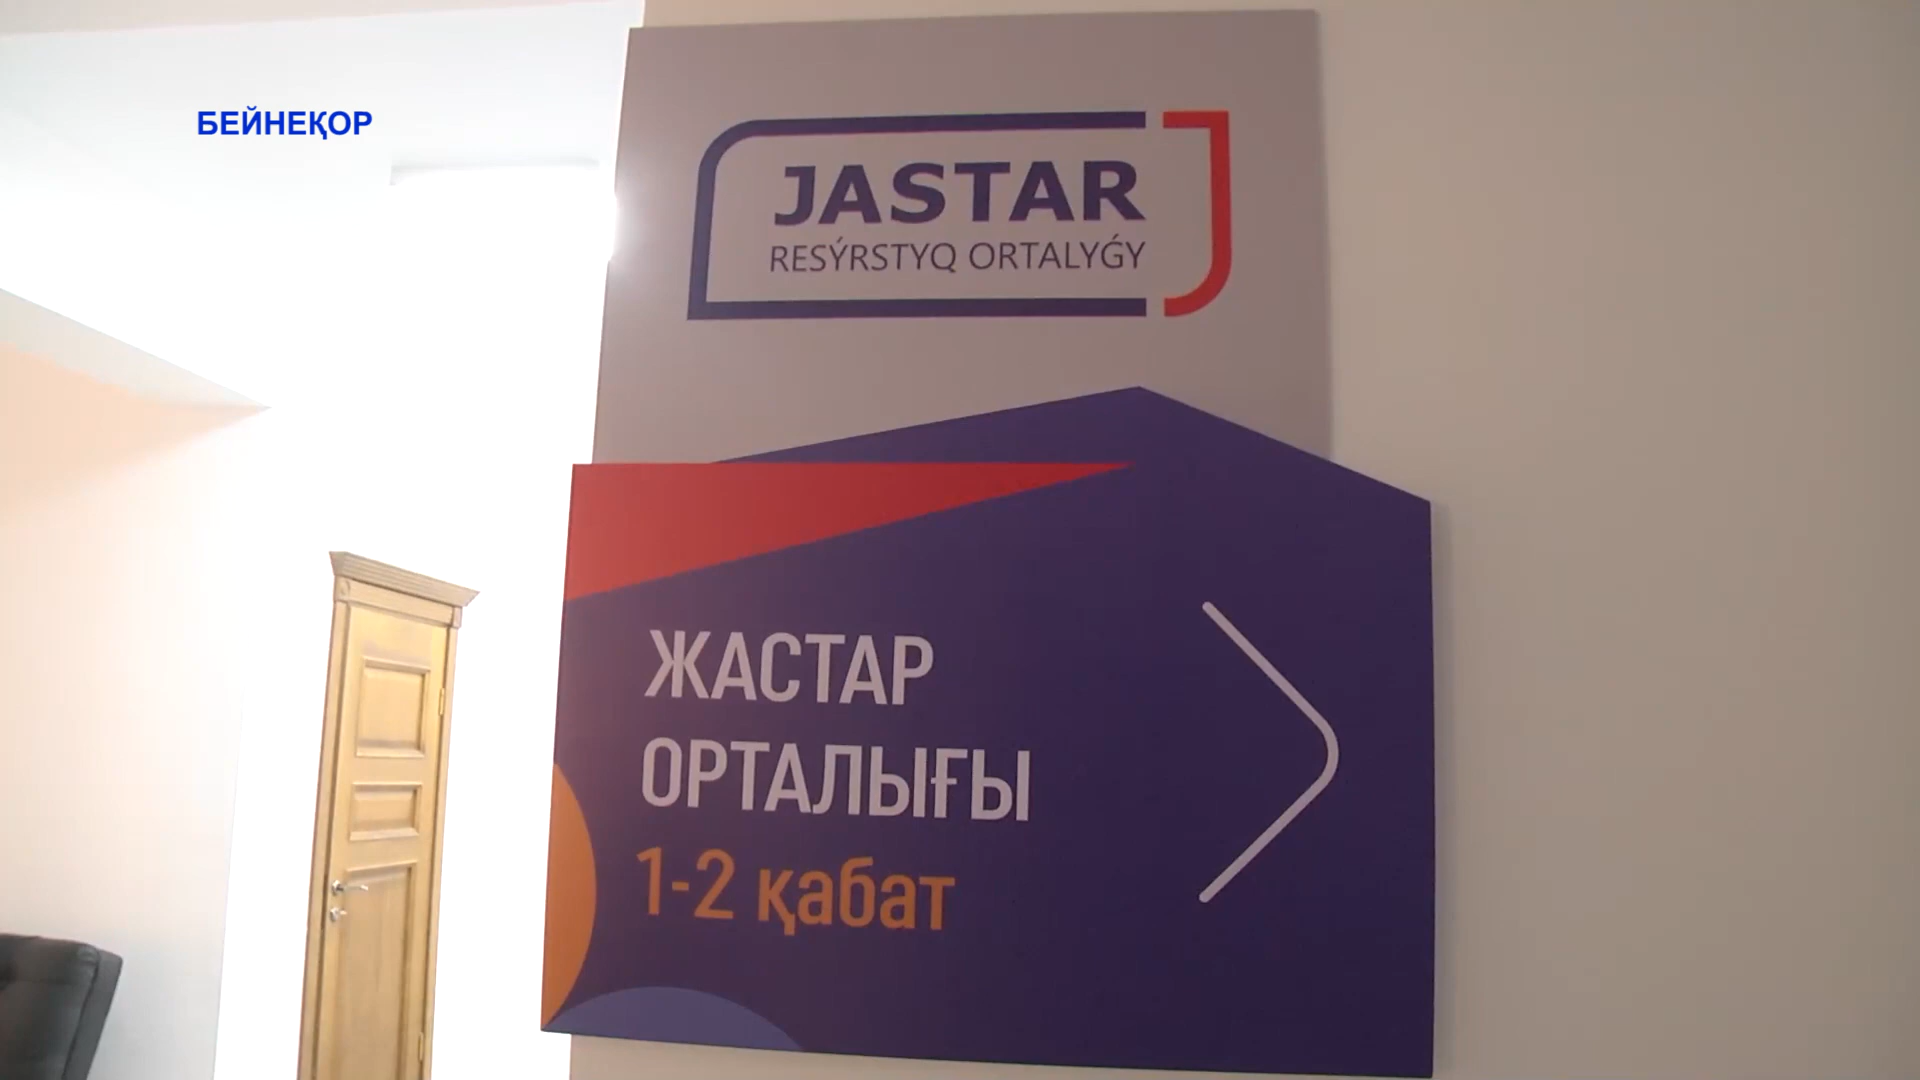 БЕЙНЕҚОР
JASTAR
RESÝRSTYQ ORTALYǴY
ЖАСТАР
ОРТАЛЫҒЫ
1-2 қабат